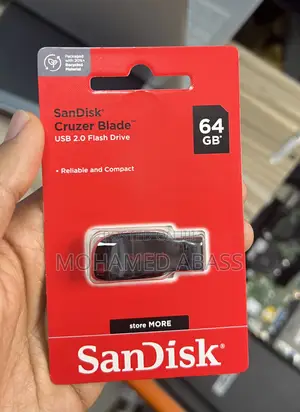 Packaged
with 30%+
Recycled
Material
SanDisk®
Cruzer Blade™
USB 2.0 Flash Drive
64
GB*
• Reliable and Compact
MOHAMED ABASS
store MORE
SanDisk®